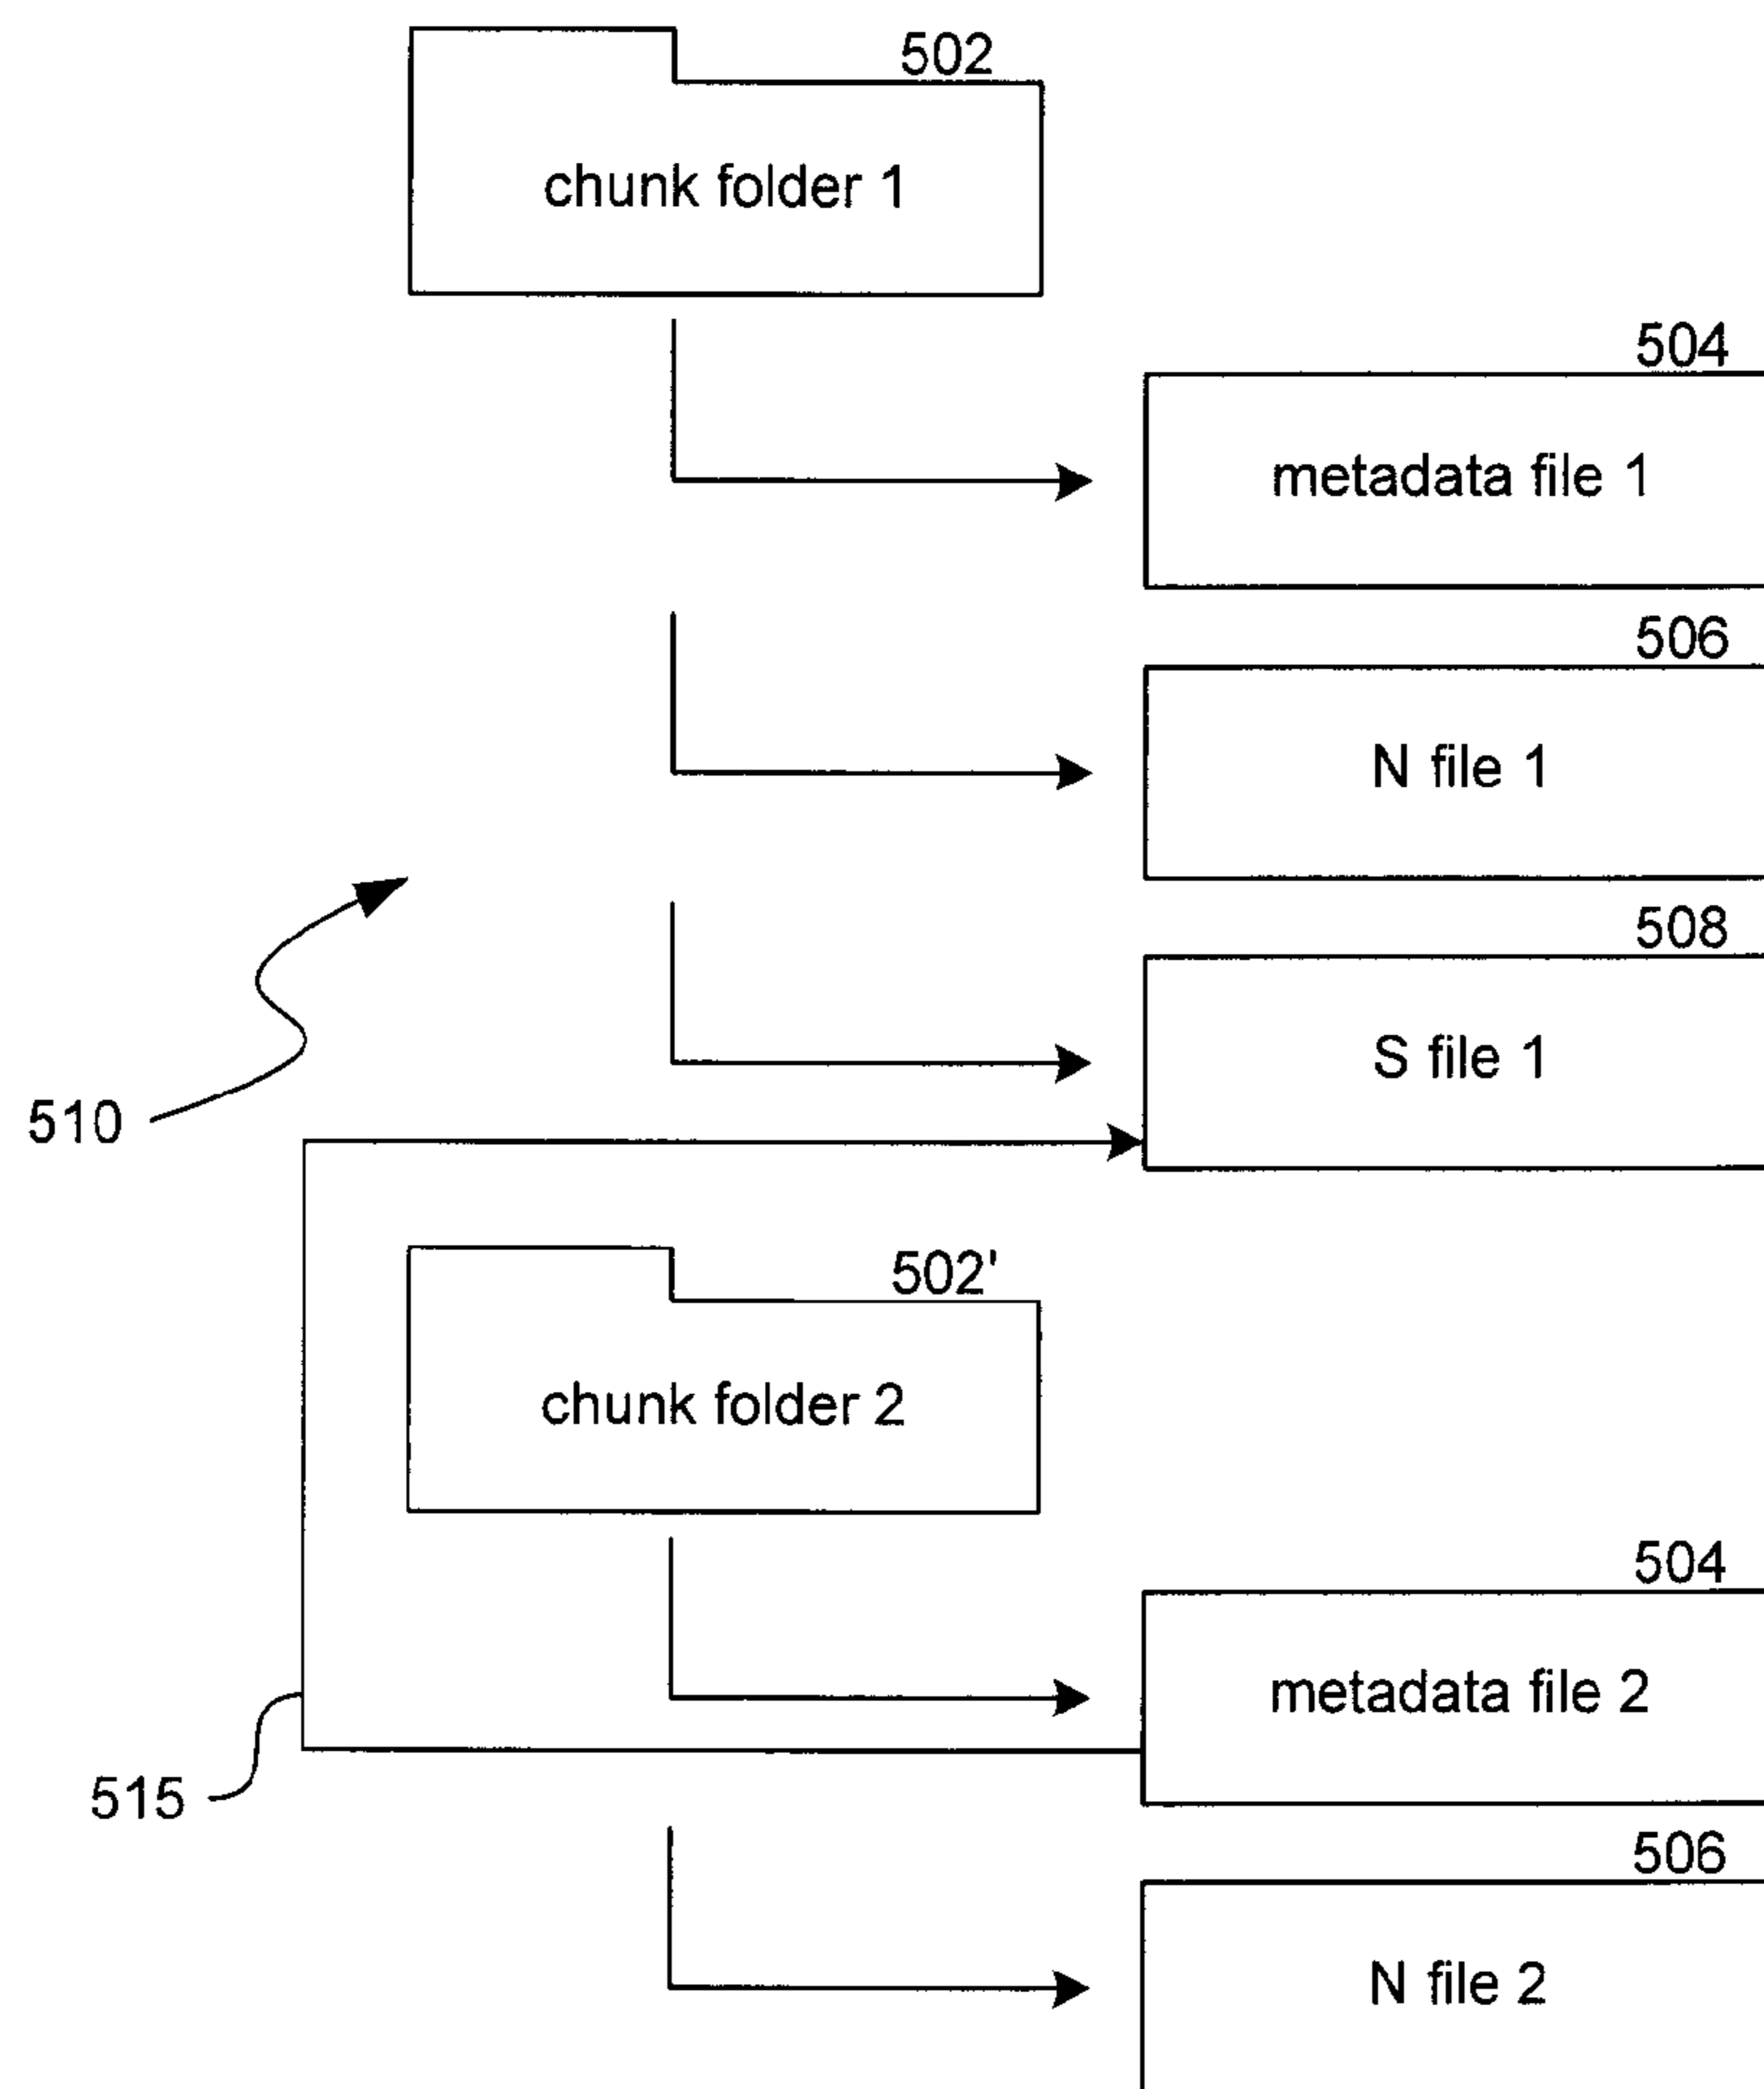 502
chunk folder 1
504
metadata file 1
506
N file 1
508
S file 1
510
502'
chunk folder 2
504
metadata file 2
515
506
N file 2